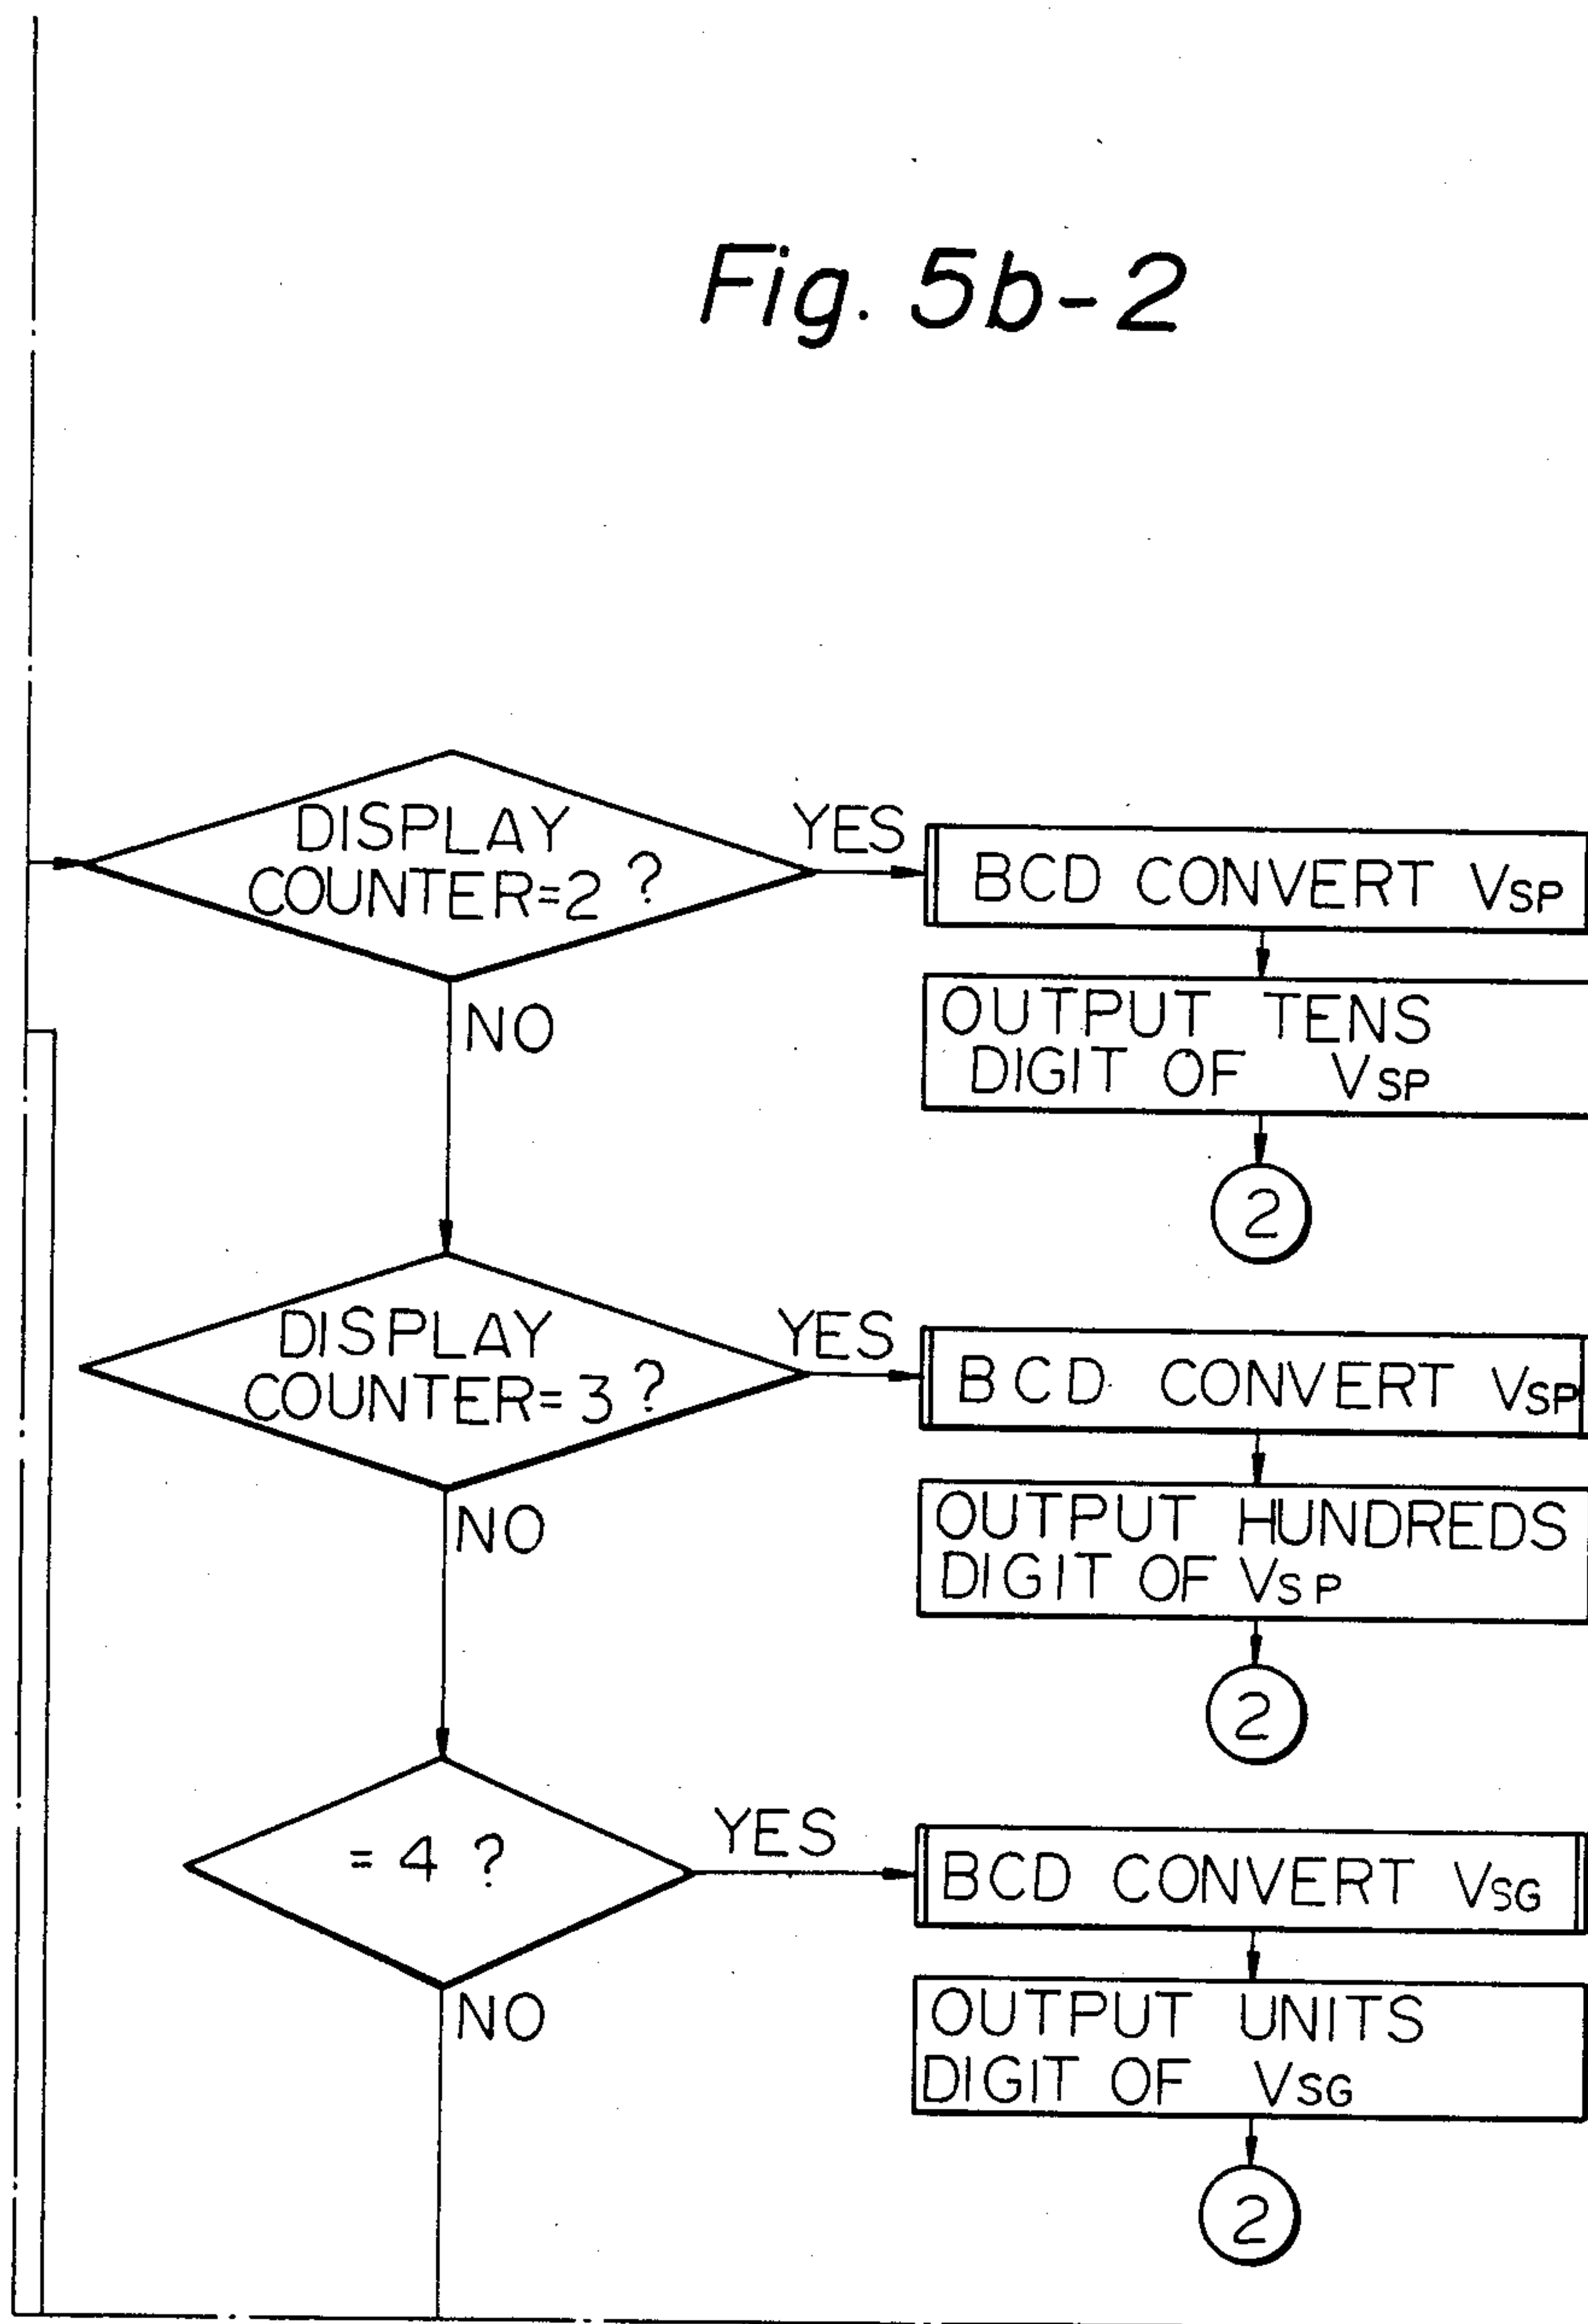 Fig. 5b-2
DISPLAY
COUNTER=2 ?
YES
BCD CONVERT VSP
OUTPUT TENS
DIGIT OF VSP
2
NO
DISPLAY
COUNTER=3 ?
YES
BCD CONVERT VSP
OUTPUT HUNDREDS
DIGIT OF VSP
2
NO
=4 ?
YES
BCD CONVERT VSG
OUTPUT UNITS
DIGIT OF VSG
2
NO